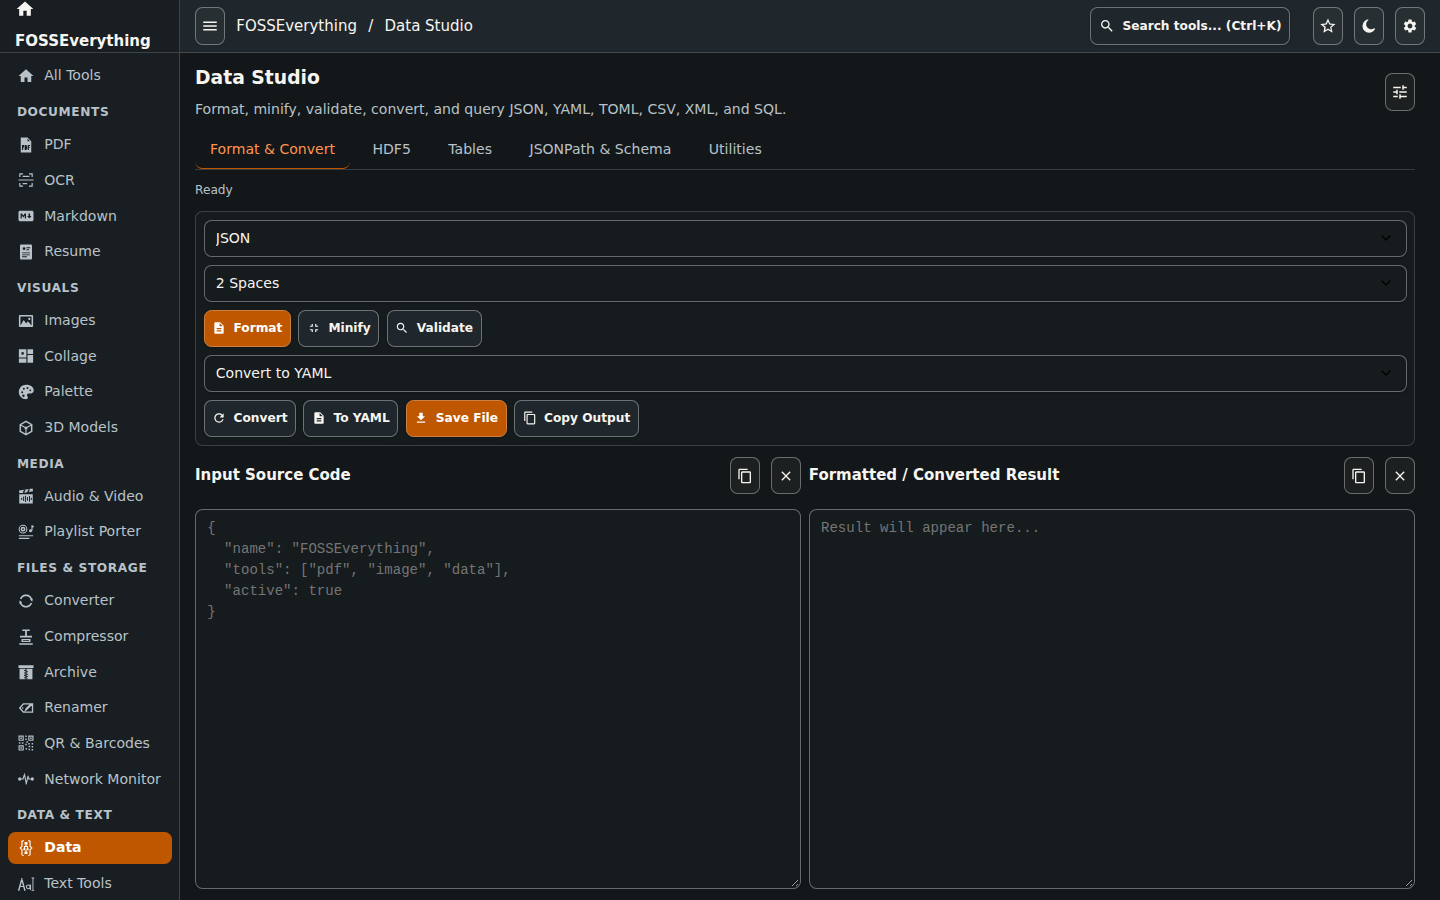 FOSSEverything
All Tools
DOCUMENTS
PDF
OCR
Markdown
Resume
VISUALS
Images
Collage
Palette
3D Models
MEDIA
Audio & Video
Playlist Porter
FILES & STORAGE
Converter
Compressor
Archive
Renamer
QR & Barcodes
Network Monitor
DATA & TEXT
Data
Text Tools
FOSSEverything / Data Studio
Search tools... (Ctrl+K)
Data Studio
Format, minify, validate, convert, and query JSON, YAML, TOML, CSV, XML, and SQL.
Format & Convert HDF5 Tables JSONPath & Schema Utilities
Ready
JSON
2 Spaces
Format Minify Validate
Convert to YAML
Convert To YAML Save File Copy Output
Input Source Code
{
  "name": "FOSSEverything",
  "tools": ["pdf", "image", "data"],
  "active": true
}
Formatted / Converted Result
Result will appear here...